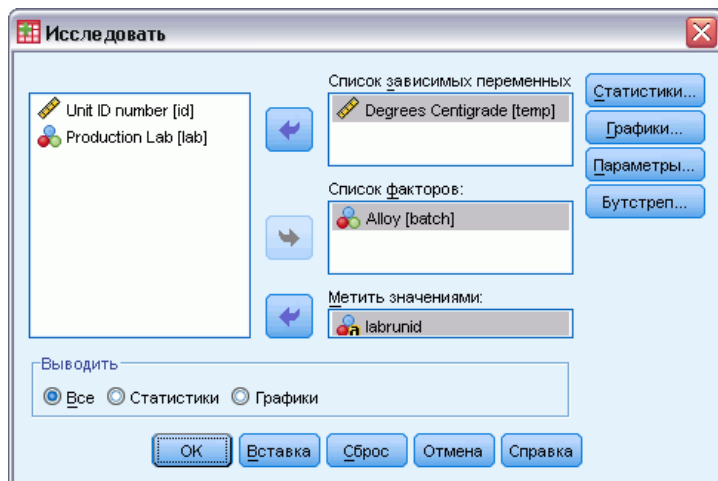 Исследовать
Список зависимых переменных
Unit ID number [id]
Production Lab [lab]
Degrees Centigrade [temp]
Статистики...
Графики...
Параметры...
Бутстреп...
Список факторов:
Alloy [batch]
Метить значениями:
a labrunid
Выводить
Все Статистики Графики
OK Вставка Сброс Отмена Справка